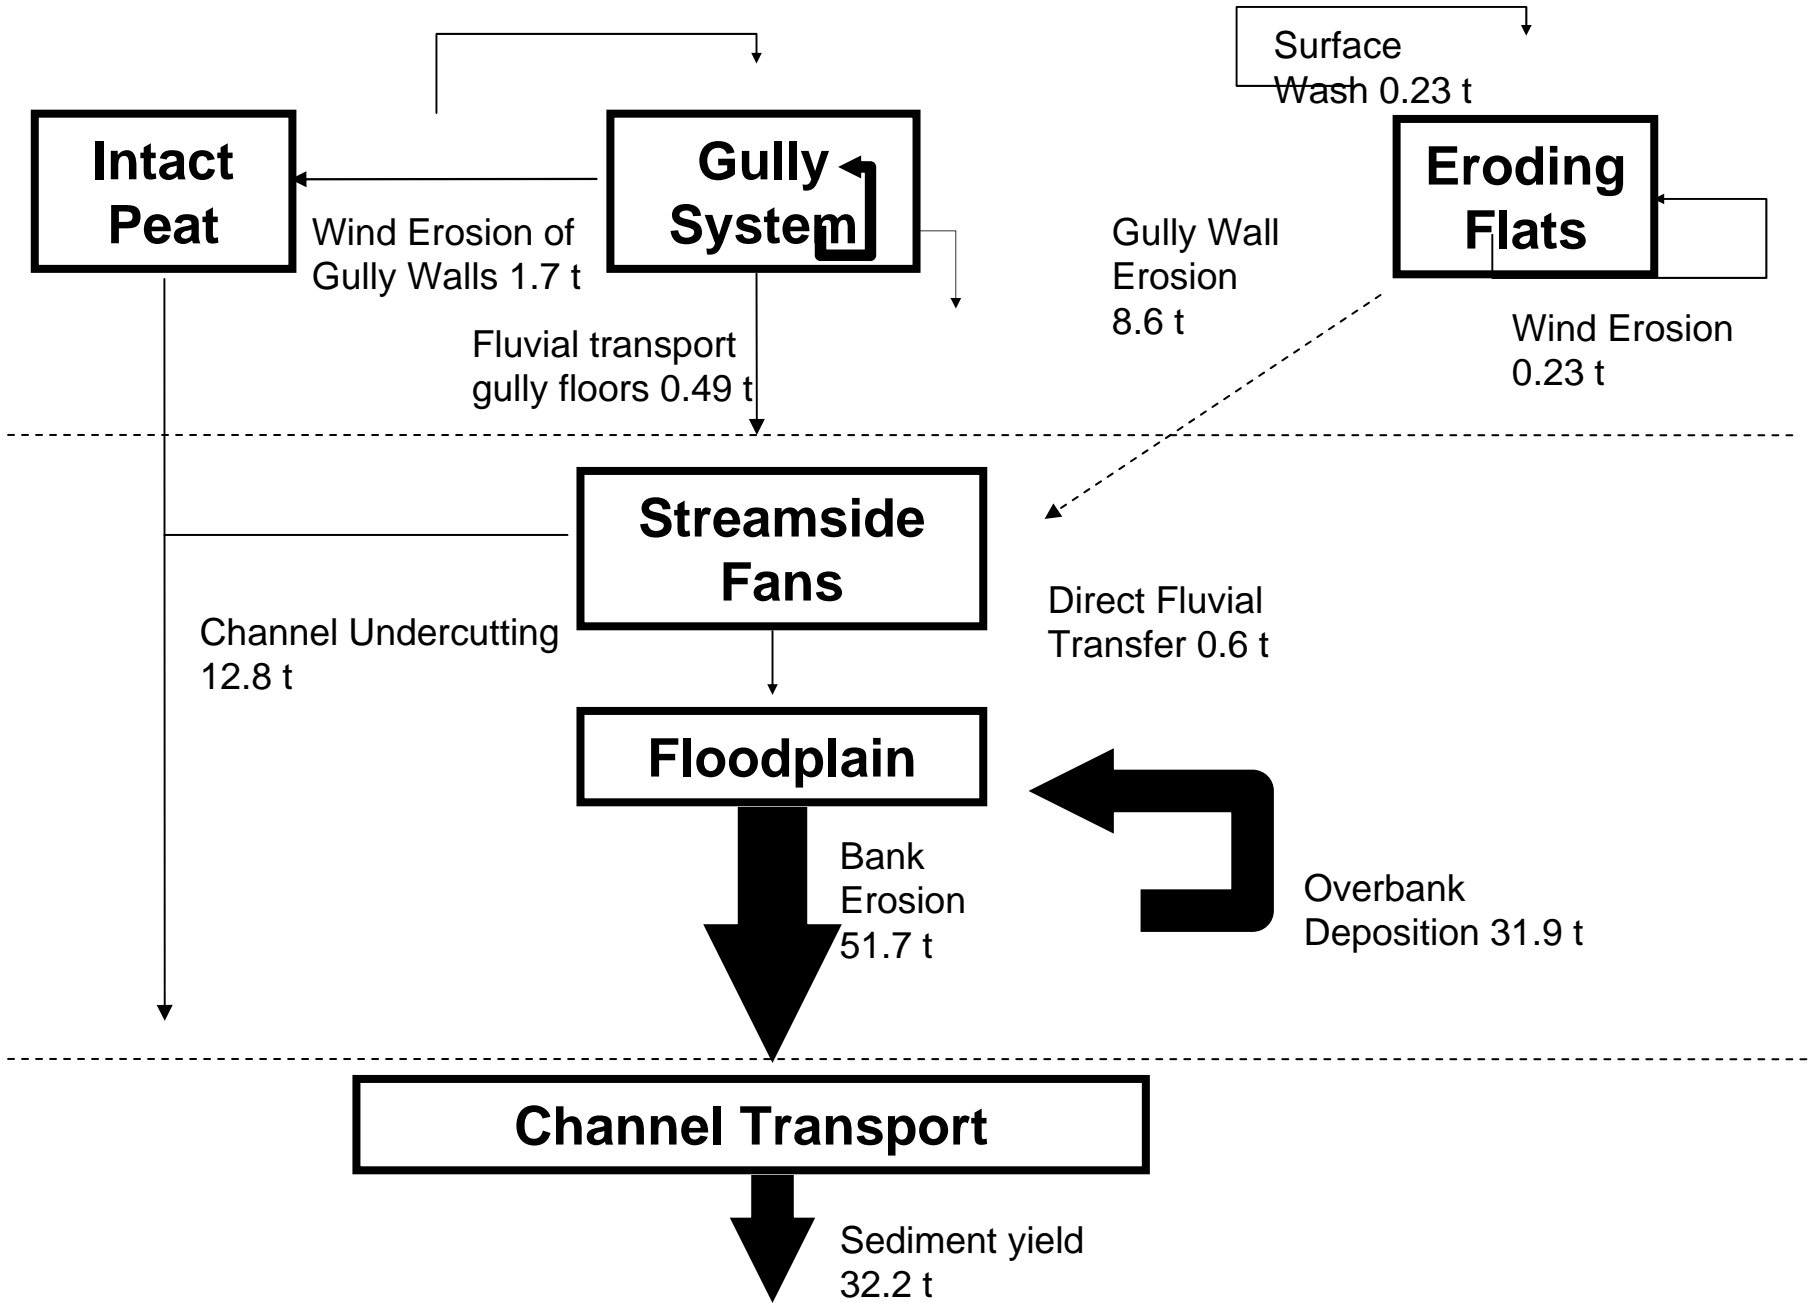 Surface
Wash 0.23 t
Intact
Peat
Gully
System
Eroding
Flats
Wind Erosion of
Gully Walls 1.7 t
Gully Wall
Erosion
8.6 t
Wind Erosion
0.23 t
Fluvial transport
gully floors 0.49 t
Streamside
Fans
Direct Fluvial
Transfer 0.6 t
Channel Undercutting
12.8 t
Floodplain
Bank
Erosion
51.7 t
Overbank
Deposition 31.9 t
Channel Transport
Sediment yield
32.2 t